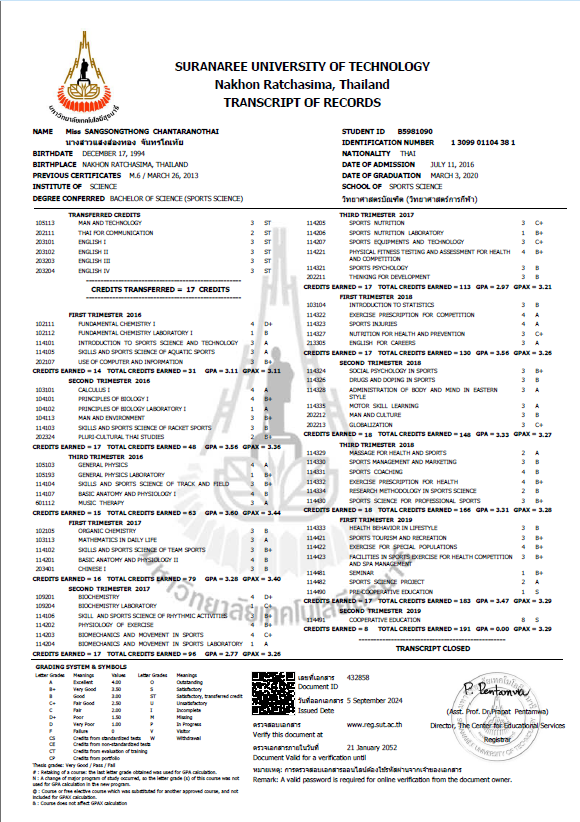 มหาวิทยาลัยเทคโนโลยีสุรนารี
SURANAREE UNIVERSITY OF TECHNOLOGY
Nakhon Ratchasima, Thailand
TRANSCRIPT OF RECORDS
NAME Miss SANGSONGTHONG CHANTARANOTHAI
นางสาวแสงส่องทอง จันทรโณทัย
BIRTHDATE DECEMBER 17, 1994
BIRTHPLACE NAKHON RATCHASIMA, THAILAND
PREVIOUS CERTIFICATES M.6 / MARCH 26, 2013
INSTITUTE OF SCIENCE
DEGREE CONFERRED BACHELOR OF SCIENCE (SPORTS SCIENCE)
STUDENT ID B5981090
IDENTIFICATION NUMBER 1 3099 01104 38 1
NATIONALITY THAI
DATE OF ADMISSION JULY 11, 2016
DATE OF GRADUATION MARCH 3, 2020
SCHOOL OF SPORTS SCIENCE
วิทยาศาสตรบัณฑิต (วิทยาศาสตร์การกีฬา)
TRANSFERRED CREDITS
105113 MAN AND TECHNOLOGY 3 ST
202111 THAI FOR COMMUNICATION 2 ST
203101 ENGLISH I 3 ST
203102 ENGLISH II 3 ST
203203 ENGLISH III 3 ST
203204 ENGLISH IV 3 ST
CREDITS TRANSFERRED = 17 CREDITS
FIRST TRIMESTER 2016
102111 FUNDAMENTAL CHEMISTRY I 4 D+
102112 FUNDAMENTAL CHEMISTRY LABORATORY I 1 B
114101 INTRODUCTION TO SPORTS SCIENCE AND TECHNOLOGY 3 A
114105 SKILLS AND SPORTS SCIENCE OF AQUATIC SPORTS 3 A
202107 USE OF COMPUTER AND INFORMATION 3 B+
CREDITS EARNED = 14 TOTAL CREDITS EARNED = 31 GPA = 3.11 GPAX = 3.11
SECOND TRIMESTER 2016
103101 CALCULUS I 4 A
104101 PRINCIPLES OF BIOLOGY I 4 B+
104102 PRINCIPLES OF BIOLOGY LABORATORY I 1 A
104113 MAN AND ENVIRONMENT 3 B+
114103 SKILLS AND SPORTS SCIENCE OF RACKET SPORTS 3 B
202324 PLURI-CULTURAL THAI STUDIES 2 B+
CREDITS EARNED = 17 TOTAL CREDITS EARNED = 48 GPA = 3.56 GPAX = 3.36
THIRD TRIMESTER 2016
105103 GENERAL PHYSICS 4 A
105193 GENERAL PHYSICS LABORATORY 1 B+
114104 SKILLS AND SPORTS SCIENCE OF TRACK AND FIELD 3 B+
114107 BASIC ANATOMY AND PHYSIOLOGY I 4 B
601112 MUSIC THERAPY 3 A
CREDITS EARNED = 15 TOTAL CREDITS EARNED = 63 GPA = 3.60 GPAX = 3.44
FIRST TRIMESTER 2017
102105 ORGANIC CHEMISTRY 3 B
103113 MATHEMATICS IN DAILY LIFE 3 A
114102 SKILLS AND SPORTS SCIENCE OF TEAM SPORTS 3 B+
114201 BASIC ANATOMY AND PHYSIOLOGY II 4 B
203401 CHINESE I 3 B
CREDITS EARNED = 16 TOTAL CREDITS EARNED = 79 GPA = 3.28 GPAX = 3.40
SECOND TRIMESTER 2017
109201 BIOCHEMISTRY 4 D+
109204 BIOCHEMISTRY LABORATORY 1 C+
114106 SKILL AND SPORTS SCIENCE OF RHYTHMIC ACTIVITIES 3 B+
114202 PHYSIOLOGY OF EXERCISE 4 B+
114203 BIOMECHANICS AND MOVEMENT IN SPORTS 4 C+
114204 BIOMECHANICS AND MOVEMENT IN SPORTS LABORATORY 1 A
CREDITS EARNED = 17 TOTAL CREDITS EARNED = 96 GPA = 2.77 GPAX = 3.26
THIRD TRIMESTER 2017
114205 SPORTS NUTRITION 3 C+
114206 SPORTS NUTRITION LABORATORY 1 B+
114207 SPORTS EQUIPMENTS AND TECHNOLOGY 3 C+
114221 PHYSICAL FITNESS TESTING AND ASSESSMENT FOR HEALTH 4 B+
AND COMPETITION
114321 SPORTS PSYCHOLOGY 3 B
202211 THINKING FOR DEVELOPMENT 3 B
CREDITS EARNED = 17 TOTAL CREDITS EARNED = 113 GPA = 2.97 GPAX = 3.21
FIRST TRIMESTER 2018
103104 INTRODUCTION TO STATISTICS 3 B
114322 EXERCISE PRESCRIPTION FOR COMPETITION 4 A
114323 SPORTS INJURIES 4 A
114327 NUTRITION FOR HEALTH AND PREVENTION 3 C+
213305 ENGLISH FOR CAREERS 3 A
CREDITS EARNED = 17 TOTAL CREDITS EARNED = 130 GPA = 3.56 GPAX = 3.26
SECOND TRIMESTER 2018
114324 SOCIAL PSYCHOLOGY IN SPORTS 3 B+
114326 DRUGS AND DOPING IN SPORTS 3 B
114328 ADMINISTRATION OF BODY AND MIND IN EASTERN 3 A
STYLE
114335 MOTOR SKILL LEARNING 3 A
202212 MAN AND CULTURE 3 B
202213 GLOBALIZATION 3 C+
CREDITS EARNED = 18 TOTAL CREDITS EARNED = 148 GPA = 3.33 GPAX = 3.27
THIRD TRIMESTER 2018
114329 MASSAGE FOR HEALTH AND SPORTS 2 A
114330 SPORTS MANAGEMENT AND MARKETING 3 B
114331 SPORTS COACHING 4 B
114332 EXERCISE PRESCRIPTION FOR HEALTH 4 B+
114334 RESEARCH METHODOLOGY IN SPORTS SCIENCE 2 B
114430 SPORTS SCIENCE FOR PROFESSIONAL SPORTS 3 B+
CREDITS EARNED = 18 TOTAL CREDITS EARNED = 166 GPA = 3.31 GPAX = 3.28
FIRST TRIMESTER 2019
114333 HEALTH BEHAVIOR IN LIFESTYLE 3 B
114421 SPORTS TOURISM AND RECREATION 3 B+
114422 EXERCISE FOR SPECIAL POPULATIONS 4 B+
114423 FACILITIES IN SPORTS EXERCISE FOR HEALTH COMPETITION 3 B+
AND SPA MANAGEMENT
114481 SEMINAR 1 B+
114482 SPORTS SCIENCE PROJECT 2 A
114490 PRE-COOPERATIVE EDUCATION 1 S
CREDITS EARNED = 17 TOTAL CREDITS EARNED = 183 GPA = 3.47 GPAX = 3.29
SECOND TRIMESTER 2019
114491 COOPERATIVE EDUCATION 8 S
CREDITS EARNED = 8 TOTAL CREDITS EARNED = 191 GPA = 0.00 GPAX = 3.29
TRANSCRIPT CLOSED
GRADING SYSTEM & SYMBOLS
Letter Grades Meanings Values Letter Grades Meanings
A Excellent 4.00 O Outstanding
B+ Very Good 3.50 S Satisfactory
B Good 3.00 ST Satisfactory, transferred credit
C+ Fair Good 2.50 U Unsatisfactory
C Fair 2.00 I Incomplete
D+ Poor 1.50 M Missing
D Very Poor 1.00 P In Progress
F Failure 0 V Visitor
CS Credits from standardized tests W Withdrawal
CE Credits from non-standardized tests
CT Credits from evaluation of training
CP Credits from portfolio
Thesis grades: Very Good / Pass / Fail
# : Retaking of a course: the last letter grade obtained was used for GPA calculation.
N : A change of major program of study occurred, so the letter grade (s) of this course was not
used for GPA calculation in the new program.
@ : Course or free elective course which was substituted for another approved course, and not
included for GPAX calculation.
& : Course does not affect GPAX calculation
เลขที่เอกสาร 432858
Document ID
วันที่ออกเอกสาร 5 September 2024
Issued Date
ตรวจสอบเอกสาร www.reg.sut.ac.th
Verify this document at
ตรวจเอกสารภายในวันที่ 21 January 2052
Document Valid for a verification until
หมายเหตุ: การตรวจสอบเอกสารออนไลน์ต้องใช้รหัสผ่านจากเจ้าของเอกสาร
Remark: A valid password is required for online verification from the document owner.
P. Pentamwa
(Asst. Prof. Dr.Prapat Pentamwa)
Director, The Center for Educational Services
Registrar
SURANAREE UNIVERSITY OF TECHNOLOGY